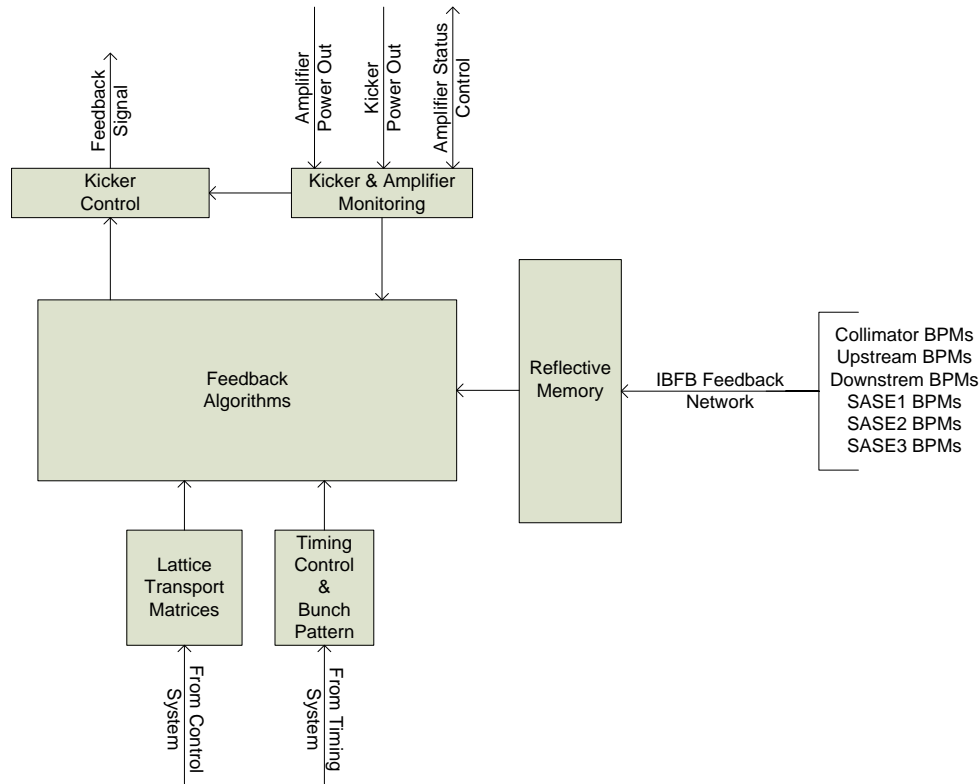 Feedback
Signal
Amplifier
Power Out
Kicker
Power Out
Amplifier Status
Control
Kicker
Control
Kicker & Amplifier
Monitoring
Feedback
Algorithms
Reflective
Memory
IBFB Feedback
Network
Collimator BPMs
Upstream BPMs
Downstrem BPMs
SASE1 BPMs
SASE2 BPMs
SASE3 BPMs
Lattice
Transport
Matrices
Timing
Control
&
Bunch
Pattern
From Control
System
From Timing
System